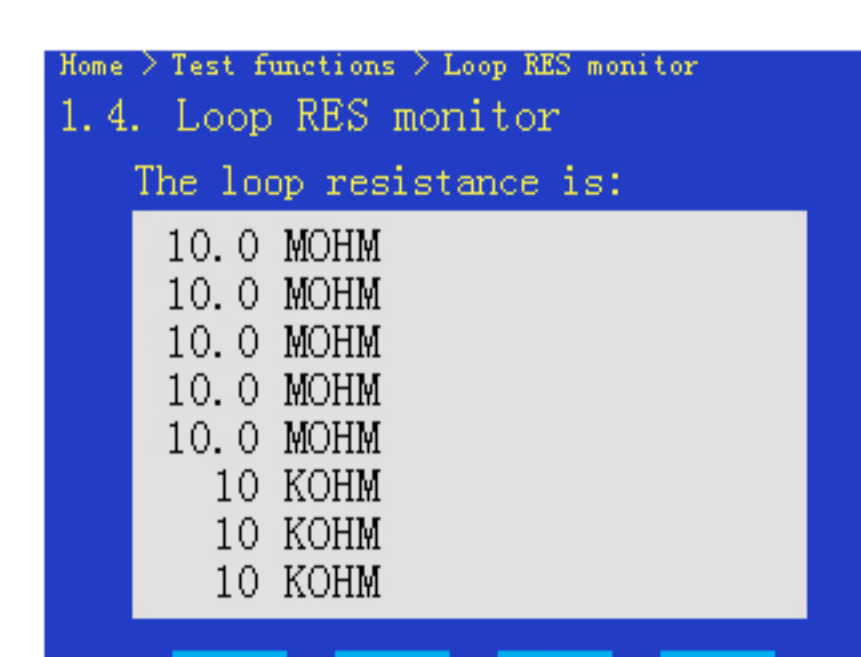 Home > Test functions > Loop RES monitor
1.4. Loop RES monitor
The loop resistance is:
10.0 MOHM
10.0 MOHM
10.0 MOHM
10.0 MOHM
10.0 MOHM
10 KOHM
10 KOHM
10 KOHM